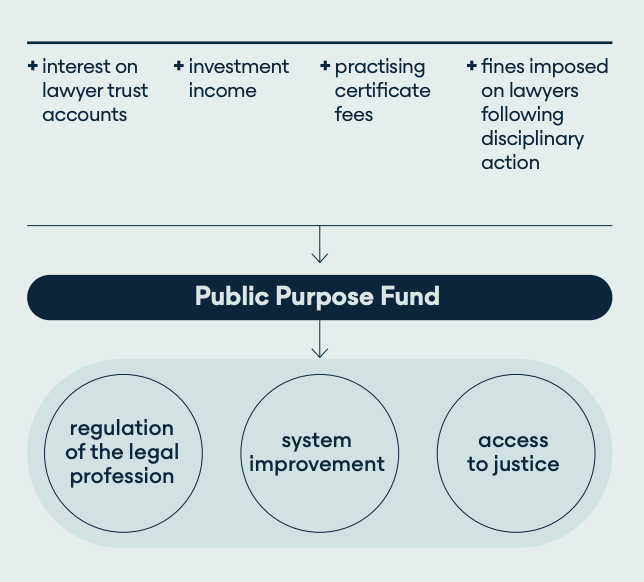 + interest on
lawyer trust
accounts
+ investment
income
+ practising
certificate
fees
+ fines imposed
on lawyers
following
disciplinary
action
Public Purpose Fund
regulation
of the legal
profession
system
improvement
access
to justice